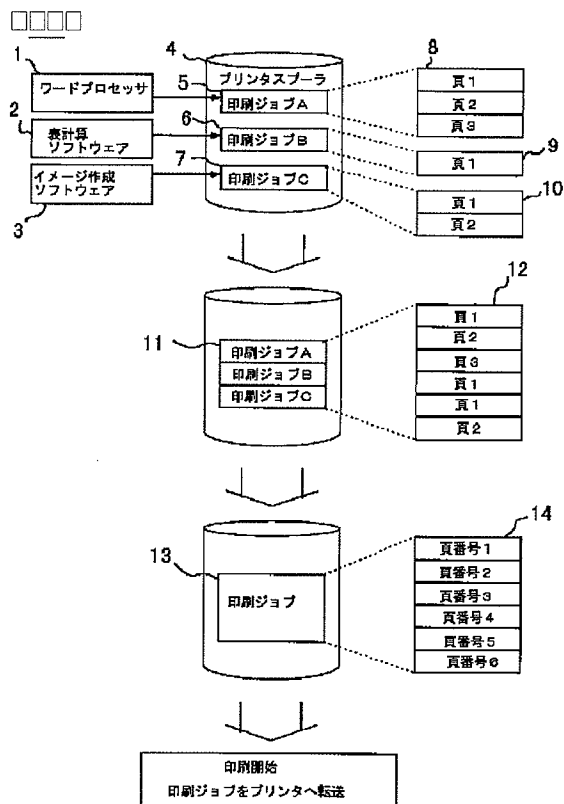 1
ワードプロセッサ
2
表計算
ソフトウェア
イメージ作成
ソフトウェア
3
4
プリンタスプーラ
5
印刷ジョブA
6
印刷ジョブB
7
印刷ジョブC
8
頁1
頁2
頁3
頁1
9
頁1
頁2
10
11
印刷ジョブA
印刷ジョブB
印刷ジョブC
12
頁1
頁2
頁3
頁1
頁1
頁2
13
印刷ジョブ
14
頁番号1
頁番号2
頁番号3
頁番号4
頁番号5
頁番号6
印刷開始
印刷ジョブをプリンタへ転送